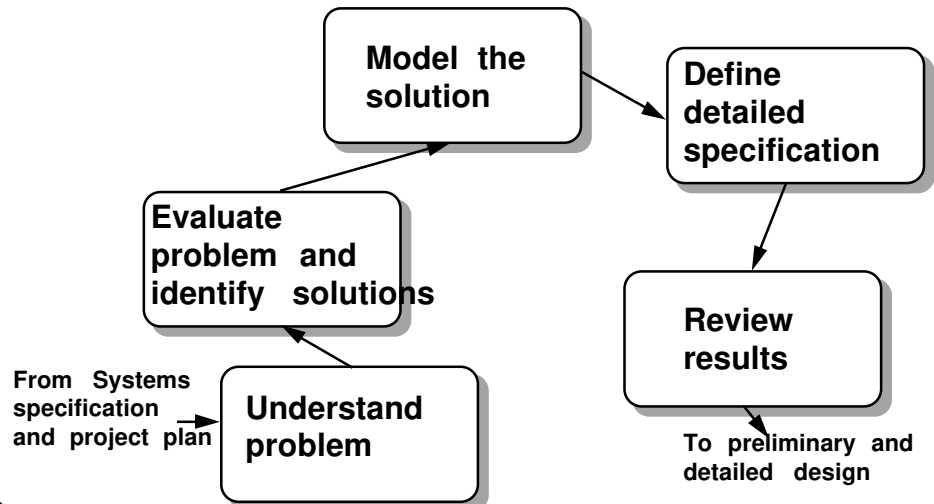 Model the
solution
Define
detailed
specification
Evaluate
problem and
identify solutions
Review
results
From Systems
specification
and project plan
Understand
problem
To preliminary and
detailed design